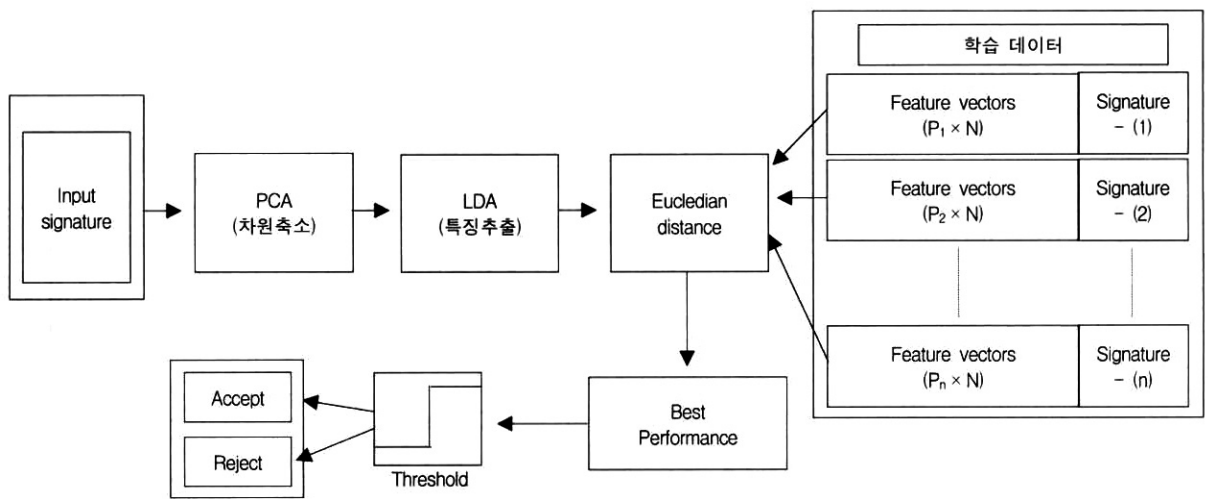 학습 데이터
Feature vectors
(P₁ × N)
Signature
- (1)
Feature vectors
(P₂ × N)
Signature
- (2)
Feature vectors
(Pₙ × N)
Signature
- (n)
Input
signature
PCA
(차원축소)
LDA
(특징추출)
Eucledian
distance
Accept
Reject
Threshold
Best
Performance